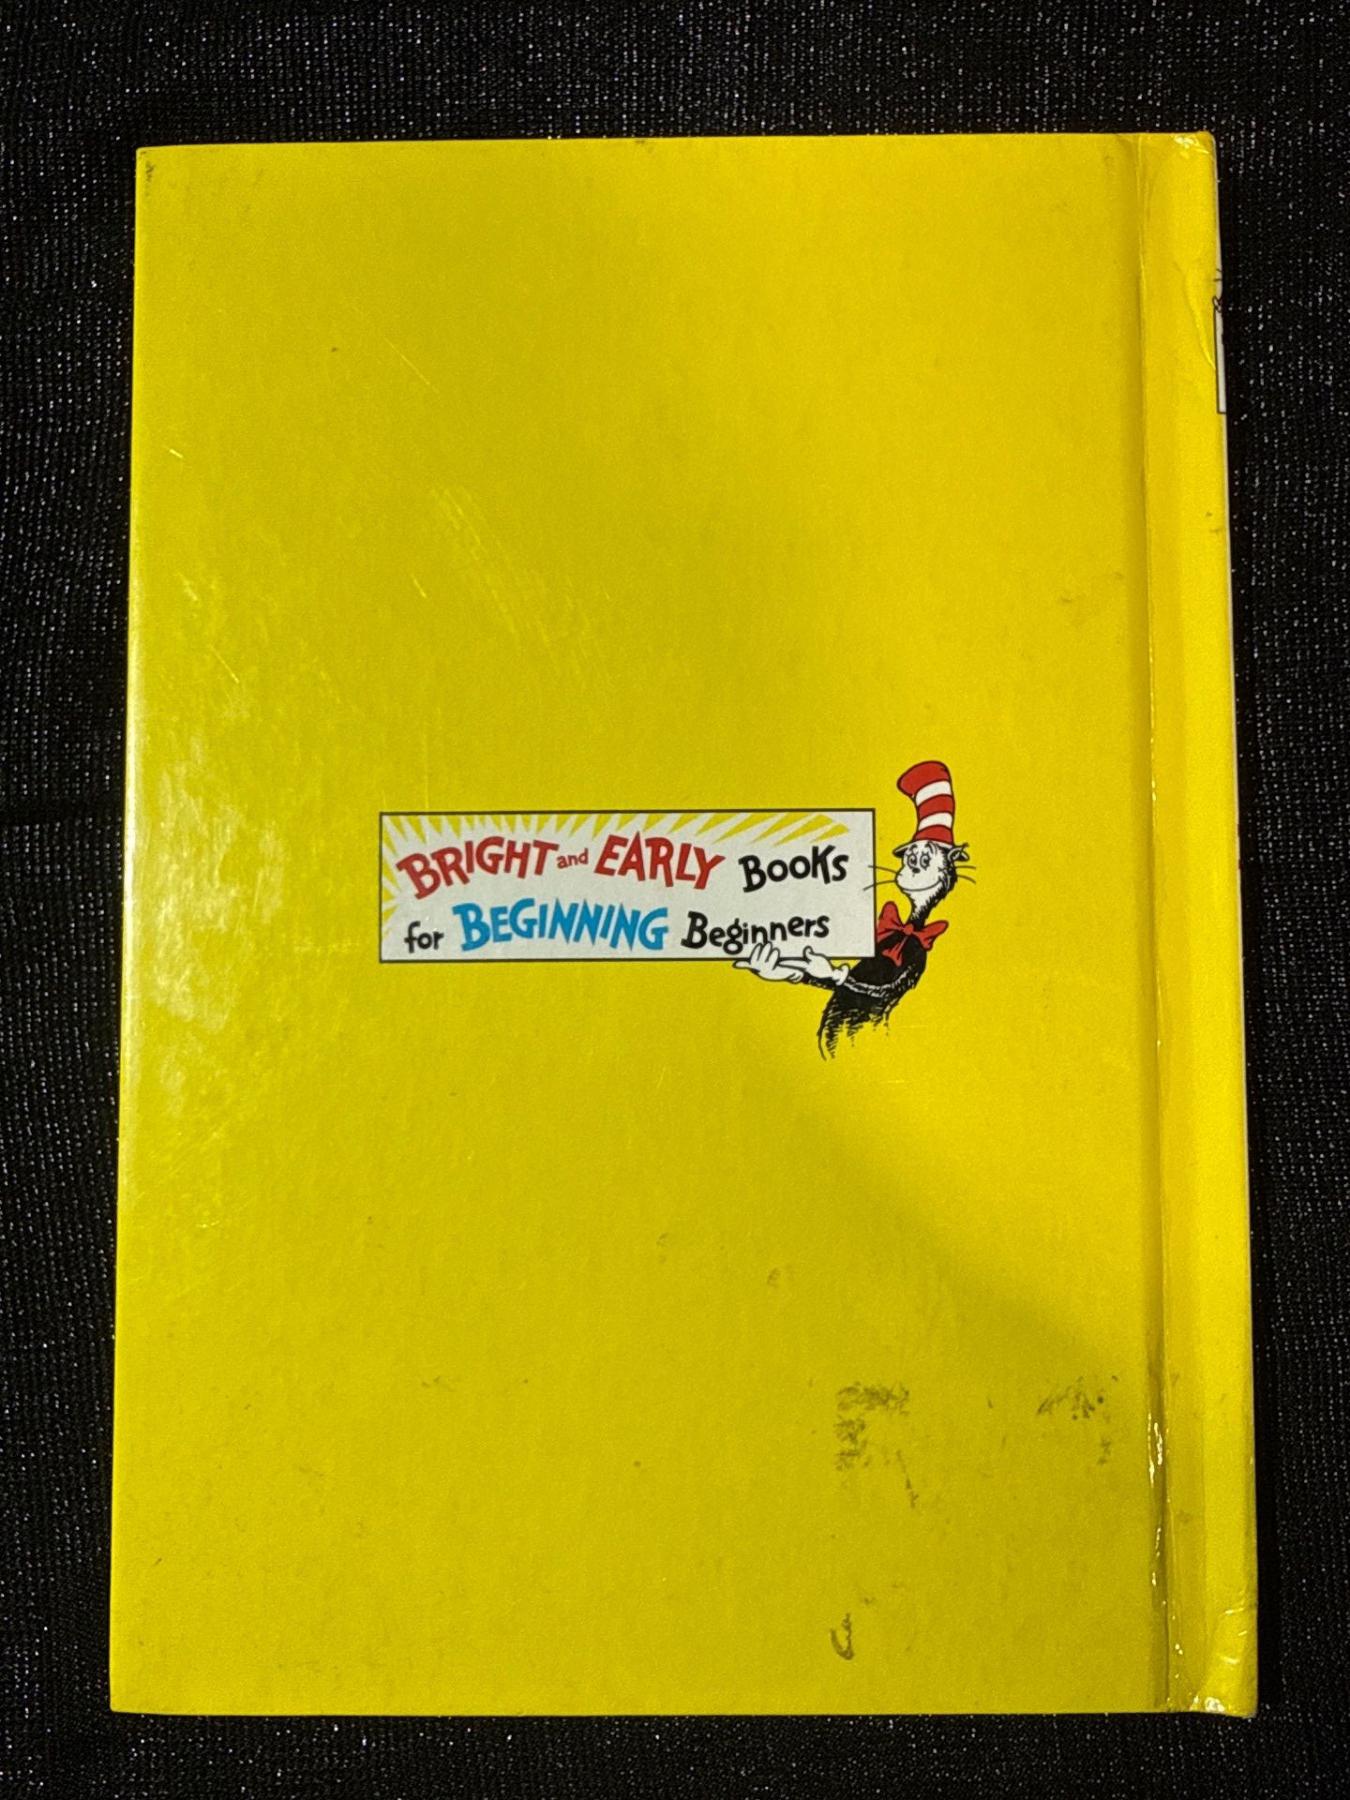 BRIGHT and EARLY Books
for BEGINNING Beginners